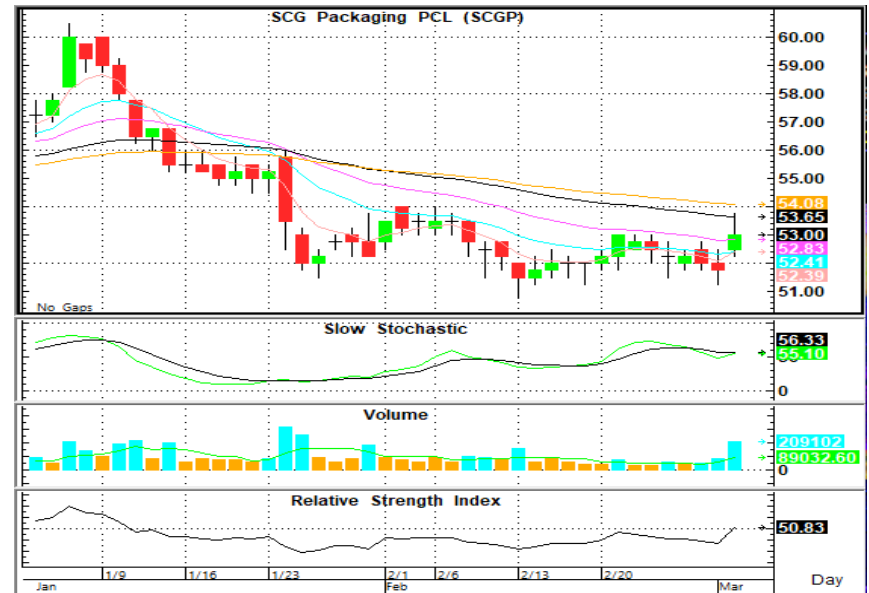 SCG Packaging PCL (SCGP)
60.00
59.00
58.00
57.00
56.00
55.00
54.08
53.65
53.00
52.83
52.41
52.39
51.00
No Gaps
Slow Stochastic
56.33
55.10
0
Volume
209102
89032.60
0
Relative Strength Index
50.83
1/9 1/16 1/23 2/1 2/6 2/13 2/20
Jan Feb Mar
Day